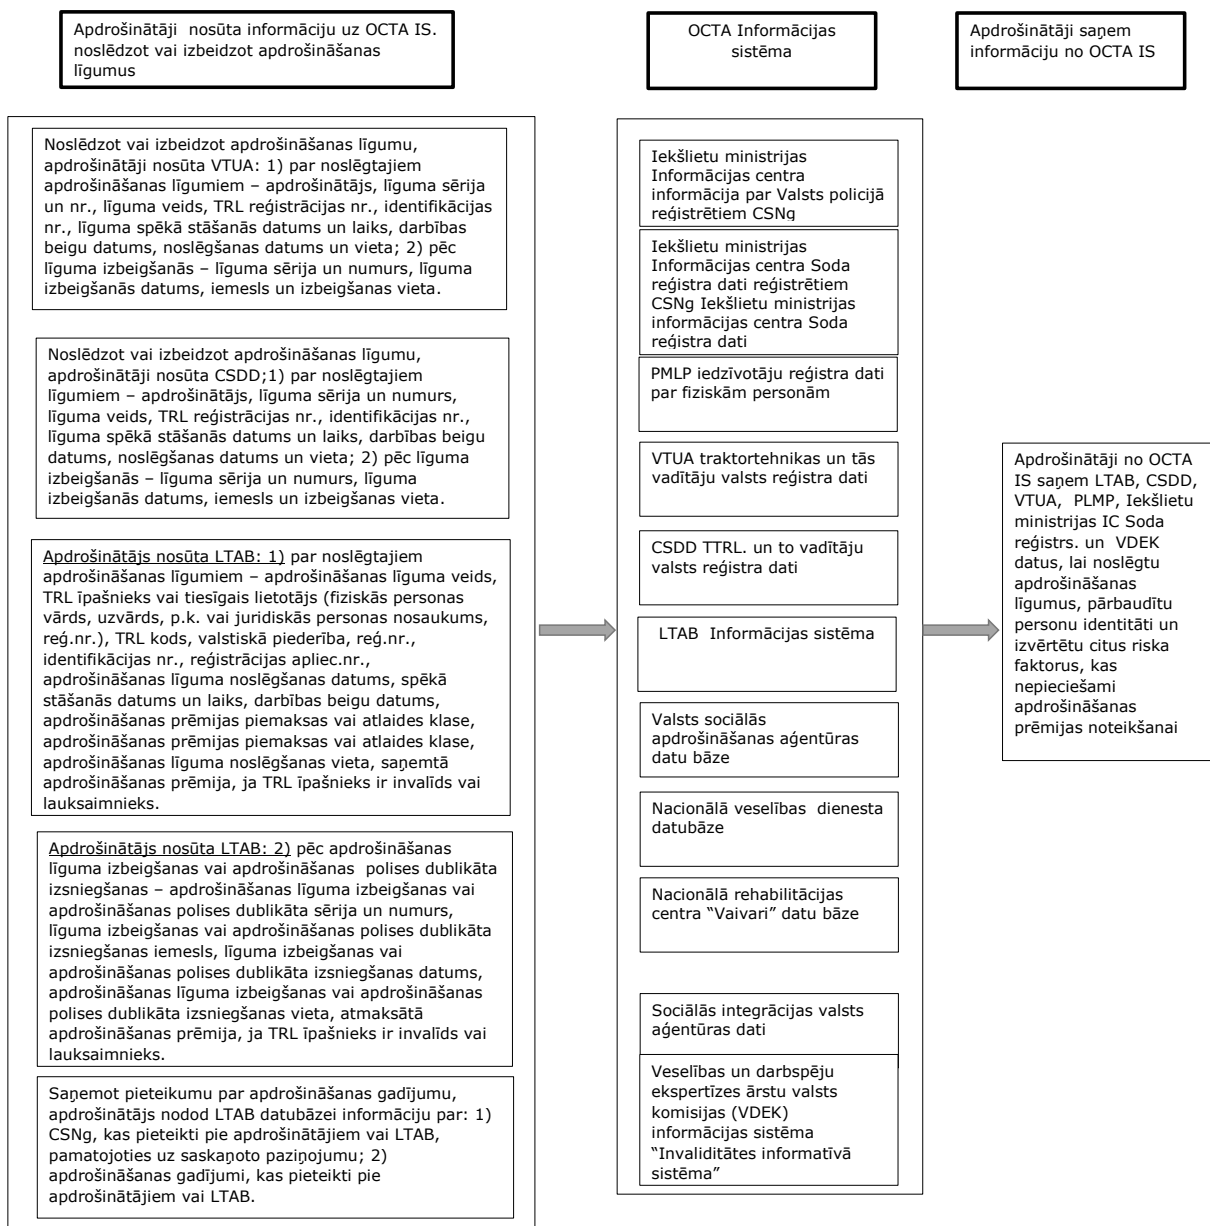 Apdrošinātāji  nosūta informāciju uz OCTA IS.
noslēdzot vai izbeidzot apdrošināšanas
līgumus
OCTA Informācijas
sistēma
Apdrošinātāji saņem
informāciju no OCTA IS
Noslēdzot vai izbeidzot apdrošināšanas līgumu,
apdrošinātāji nosūta VTUA: 1) par noslēgtajiem
apdrošināšanas līgumiem – apdrošinātājs, līguma sērija
un nr., līguma veids, TRL reģistrācijas nr., identifikācijas
nr., līguma spēkā stāšanās datums un laiks, darbības
beigu datums, noslēgšanas datums un vieta; 2) pēc
līguma izbeigšanās – līguma sērija un numurs, līguma
izbeigšanās datums, iemesls un izbeigšanas vieta.
Noslēdzot vai izbeidzot apdrošināšanas līgumu,
apdrošinātāji nosūta CSDD;1) par noslēgtajiem
līgumiem – apdrošinātājs, līguma sērija un numurs,
līguma veids, TRL reģistrācijas nr., identifikācijas nr.,
līguma spēkā stāšanās datums un laiks, darbības beigu
datums, noslēgšanas datums un vieta; 2) pēc līguma
izbeigšanās – līguma sērija un numurs, līguma
izbeigšanās datums, iemesls un izbeigšanas vieta.
Apdrošinātājs nosūta LTAB: 1) par noslēgtajiem
apdrošināšanas līgumiem – apdrošināšanas līguma veids,
TRL īpašnieks vai tiesīgais lietotājs (fiziskās personas
vārds, uzvārds, p.k. vai juridiskās personas nosaukums,
reģ.nr.), TRL kods, valstiskā piederība, reģ.nr.,
identifikācijas nr., reģistrācijas apliec.nr.,
apdrošināšanas līguma noslēgšanas datums, spēkā
stāšanās datums un laiks, darbības beigu datums,
apdrošināšanas prēmijas piemaksas vai atlaides klase,
apdrošināšanas prēmijas piemaksas vai atlaides klase,
apdrošināšanas līguma noslēgšanas vieta, saņemtā
apdrošināšanas prēmija, ja TRL īpašnieks ir invalīds vai
lauksaimnieks.
Apdrošinātājs nosūta LTAB: 2) pēc apdrošināšanas
līguma izbeigšanas vai apdrošināšanas  polises dublikāta
izsniegšanas – apdrošināšanas līguma izbeigšanas vai
apdrošināšanas polises dublikāta sērija un numurs,
līguma izbeigšanas vai apdrošināšanas polises dublikāta
izsniegšanas iemesls, līguma izbeigšanas vai
apdrošināšanas polises dublikāta izsniegšanas datums,
apdrošināšanas līguma izbeigšanas vai apdrošināšanas
polises dublikāta izsniegšanas vieta, atmaksātā
apdrošināšanas prēmija, ja TRL īpašnieks ir invalīds vai
lauksaimnieks.
Saņemot pieteikumu par apdrošināšanas gadījumu,
apdrošinātājs nodod LTAB datubāzei informāciju par: 1)
CSNg, kas pieteikti pie apdrošinātājiem vai LTAB,
pamatojoties uz saskaņoto paziņojumu; 2)
apdrošināšanas gadījumi, kas pieteikti pie
apdrošinātājiem vai LTAB.
Iekšlietu ministrijas
Informācijas centra
informācija par Valsts policijā
reģistrētiem CSNg
Iekšlietu ministrijas
Informācijas centra Soda
reģistra dati reģistrētiem
CSNg Iekšlietu ministrijas
informācijas centra Soda
reģistra dati
PMLP iedzīvotāju reģistra dati
par fiziskām personām
VTUA traktortehnikas un tās
vadītāju valsts reģistra dati
CSDD TTRL. un to vadītāju
valsts reģistra dati
LTAB  Informācijas sistēma
Valsts sociālās
apdrošināšanas aģentūras
datu bāze
Nacionālā veselības  dienesta
datubāze
Nacionālā rehabilitācijas
centra “Vaivari” datu bāze
Sociālās integrācijas valsts
aģentūras dati
Veselības un darbspēju
ekspertīzes ārstu valsts
komisijas (VDEK)
informācijas sistēma
“Invaliditātes informatīvā
sistēma”
Apdrošinātāji no OCTA
IS saņem LTAB, CSDD,
VTUA,  PLMP, Iekšlietu
ministrijas IC Soda
reģistrs. un  VDEK
datus, lai noslēgtu
apdrošināšanas
līgumus, pārbaudītu
personu identitāti un
izvērtētu citus riska
faktorus, kas
nepieciešami
apdrošināšanas
prēmijas noteikšanai